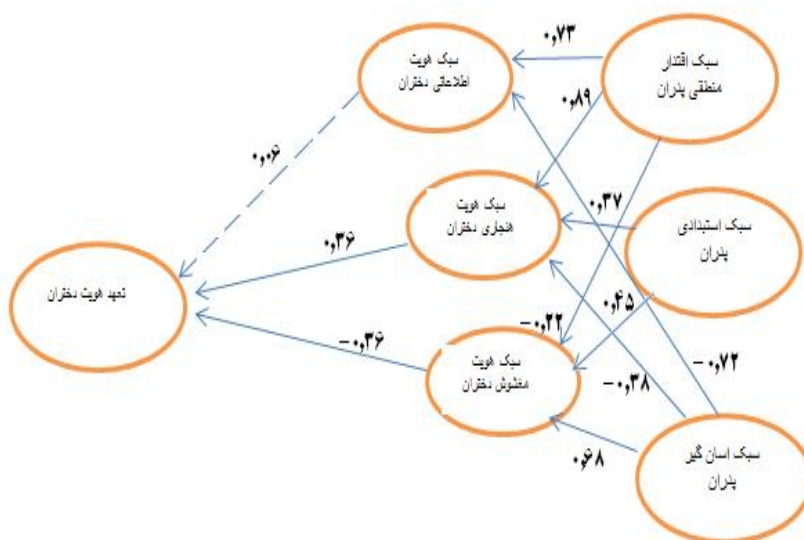 سبک اقتدار
منطقی پدران
۰٫۷۳
سبک هویت
اطلاعاتی دختران
۰٫۸۹
۰٫۰۶
سبک هویت
هنجاری دختران
۰٫۳۷
سبک استبدادی
پدران
۰٫۳۶
تعهد هویت دختران
۰٫۴۵
-۰٫۲۲
-۰٫۳۶
سبک هویت
مغشوش دختران
-۰٫۳۸
-۰٫۷۲
۰٫۶۸
سبک اسان گیر
پدران